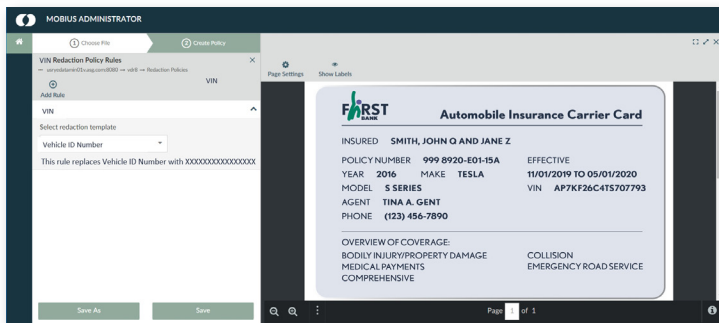 MOBIUS ADMINISTRATOR
1 Choose File
2 Create Policy
VIN Redaction Policy Rules
VIN
Add Rule
Page Settings
Show Labels
VIN
Select redaction template
Vehicle ID Number
This rule replaces Vehicle ID Number with XXXXXXXXXXXXXXXX
FIRST
BANK
Automobile Insurance Carrier Card
INSURED SMITH, JOHN Q AND JANE Z
POLICY NUMBER 999 8920-E01-15A EFFECTIVE
YEAR 2016 MAKE TESLA 11/01/2019 TO 05/01/2020
MODEL S SERIES VIN AP7KF26C4TS707793
AGENT TINA A. GENT
PHONE (123) 456-7890
OVERVIEW OF COVERAGE:
BODILY INJURY/PROPERTY DAMAGE COLLISION
MEDICAL PAYMENTS EMERGENCY ROAD SERVICE
COMPREHENSIVE
Save As
Save
Page 1 of 1